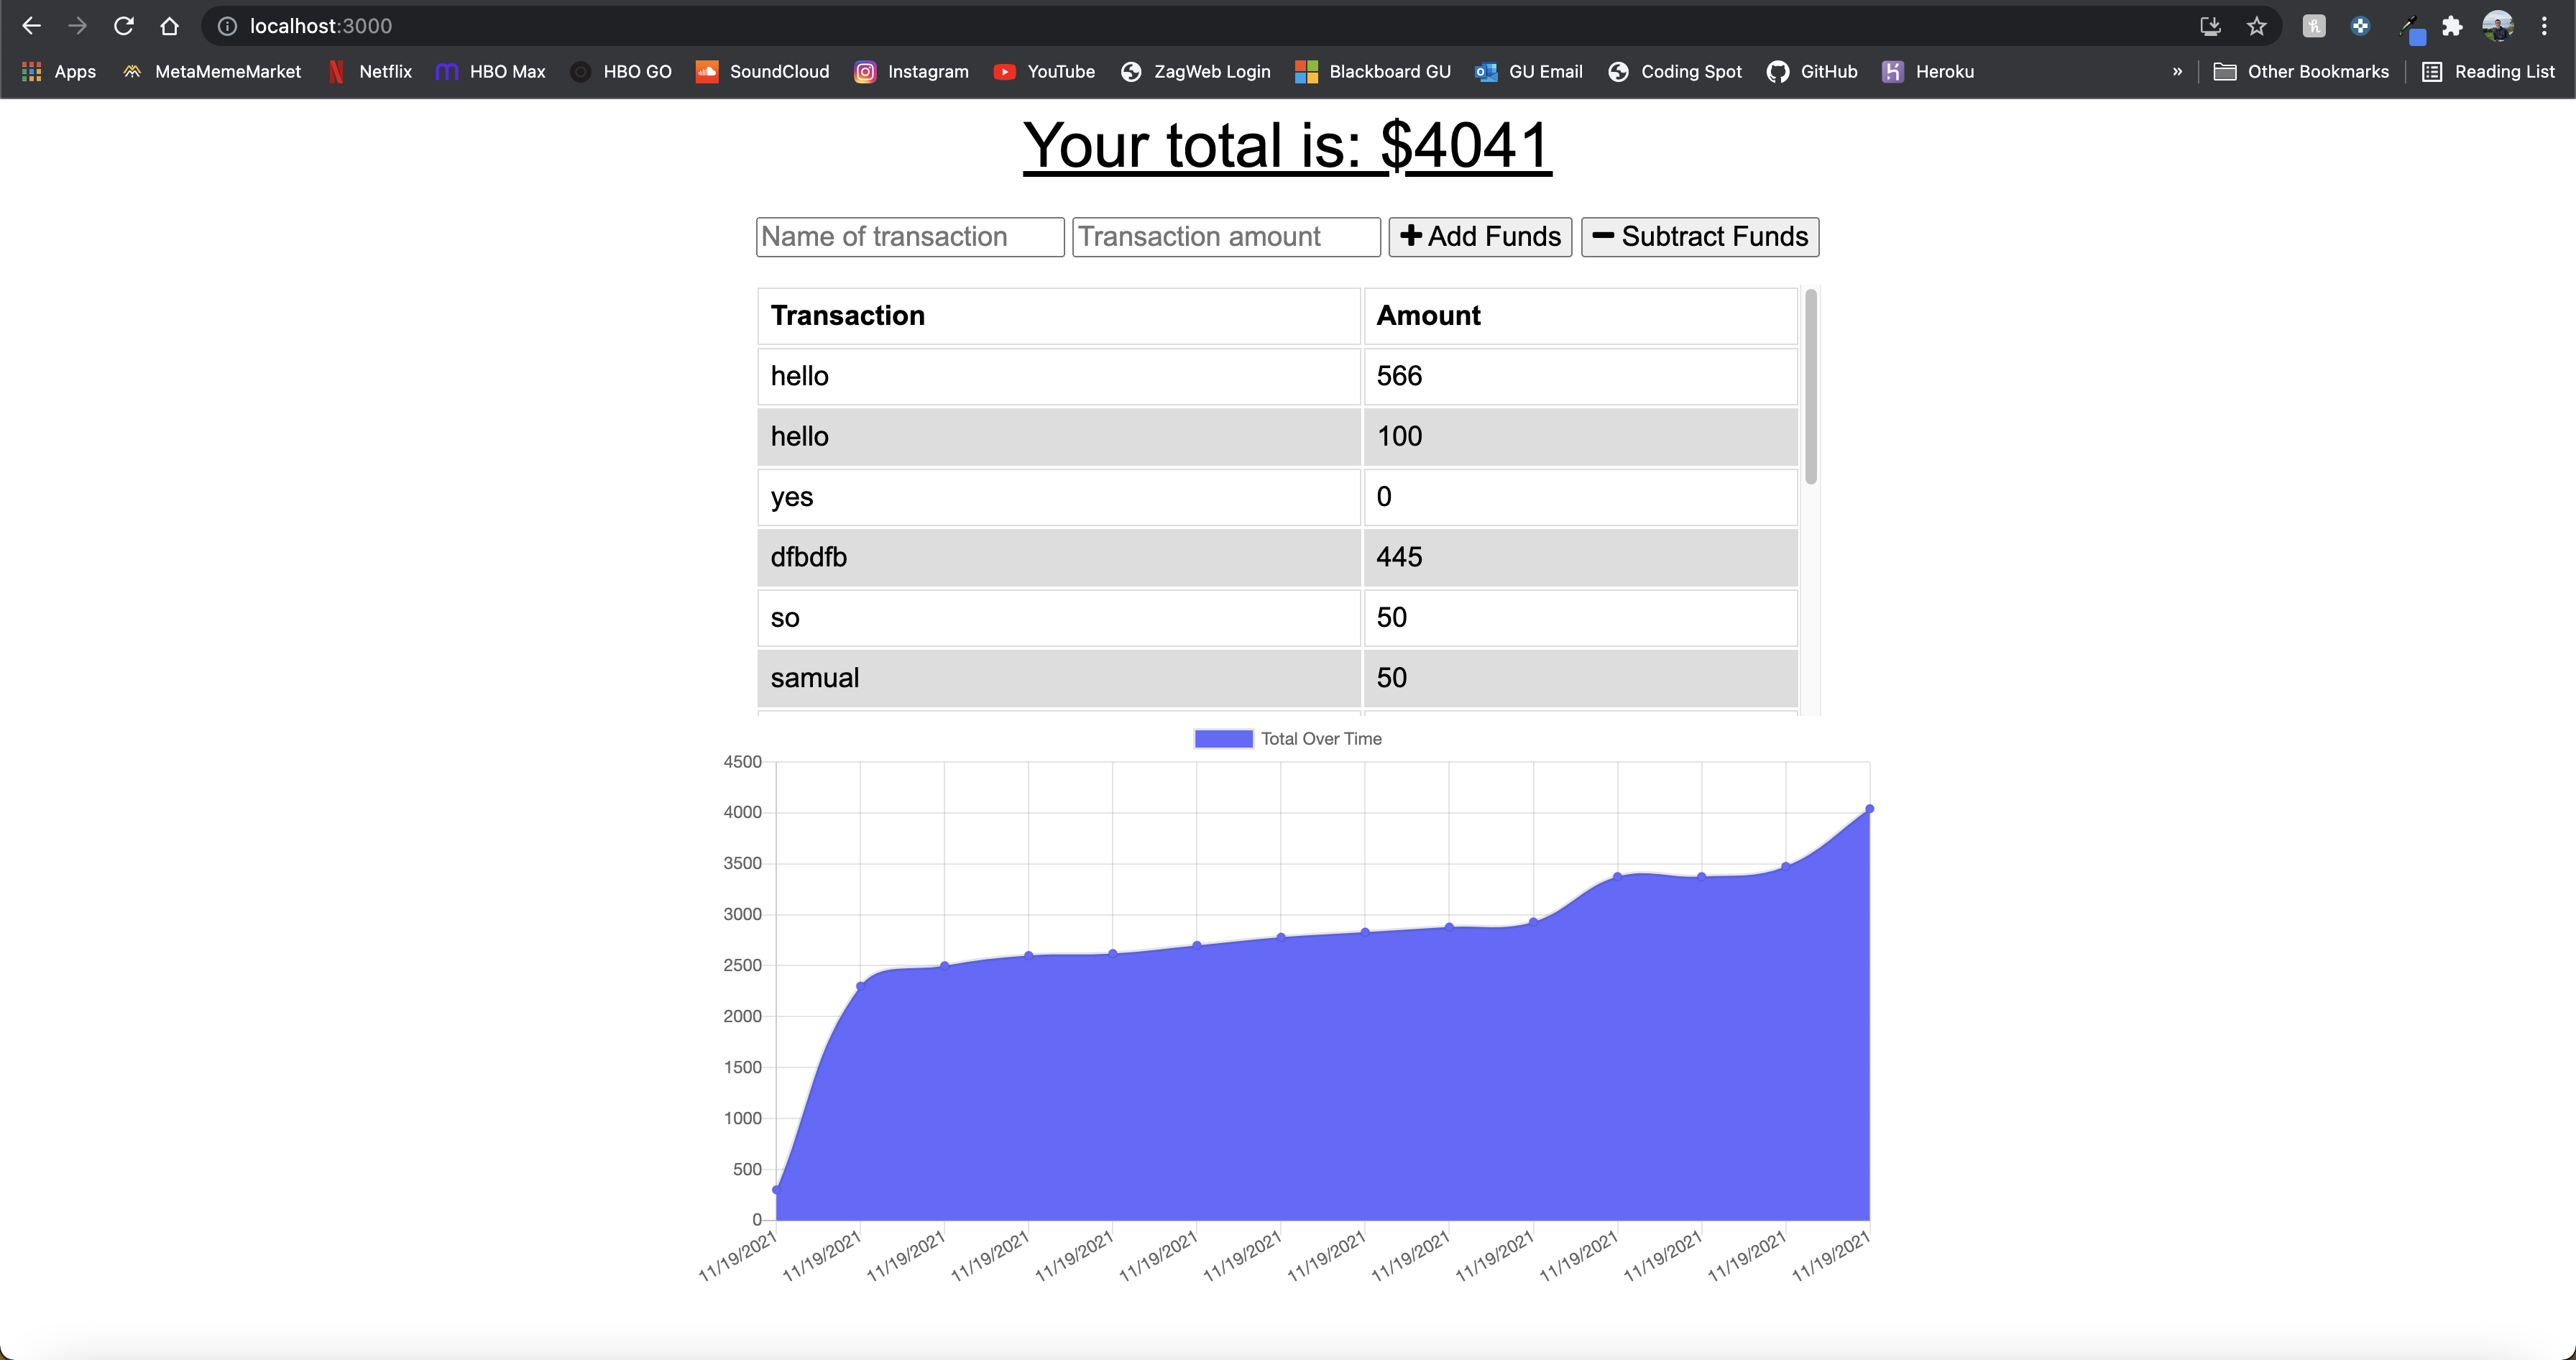 localhost:3000
Apps MetaMemeMarket Netflix HBO Max HBO GO SoundCloud Instagram YouTube ZagWeb Login Blackboard GU GU Email Coding Spot GitHub Heroku » Other Bookmarks Reading List
Your total is: $4041
Name of transaction Transaction amount + Add Funds − Subtract Funds
Transaction Amount
hello 566
hello 100
yes 0
dfbdfb 445
so 50
samual 50
Total Over Time
4500
4000
3500
3000
2500
2000
1500
1000
500
0
11/19/2021 11/19/2021 11/19/2021 11/19/2021 11/19/2021 11/19/2021 11/19/2021 11/19/2021 11/19/2021 11/19/2021 11/19/2021 11/19/2021 11/19/2021 11/19/2021